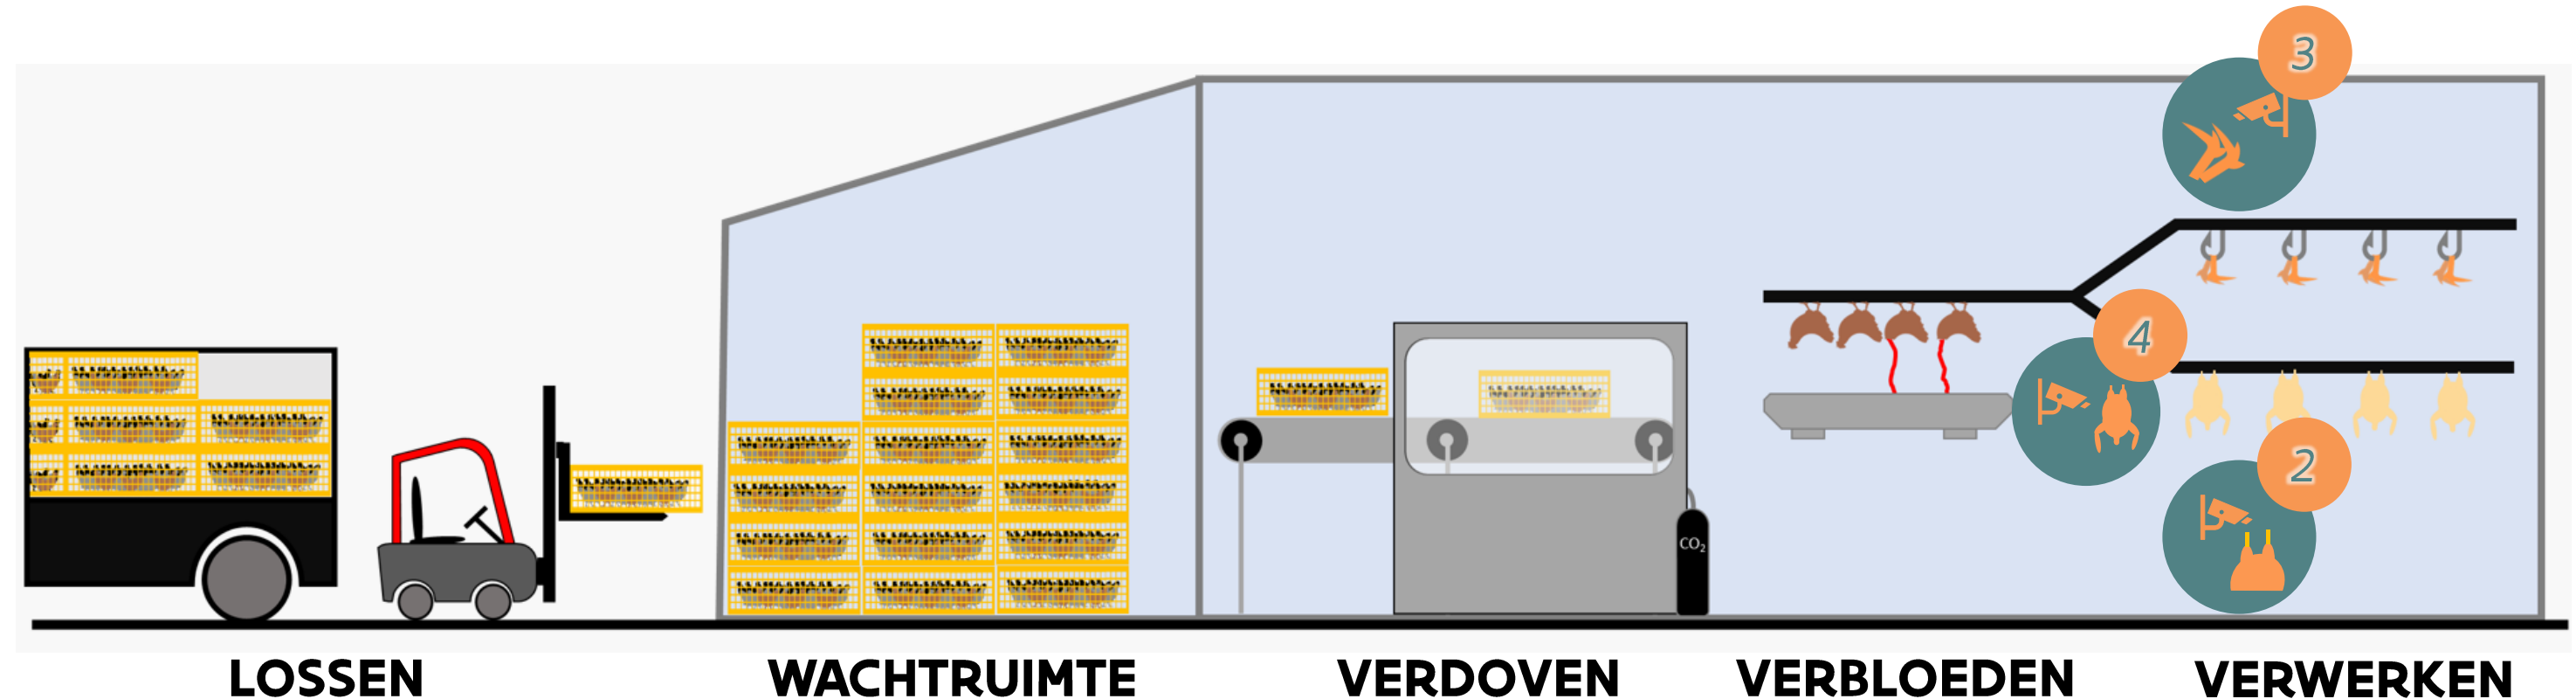 3
4
2
CO₂
LOSSEN
WACHTRUIMTE
VERDOVEN
VERBLOEDEN
VERWERKEN